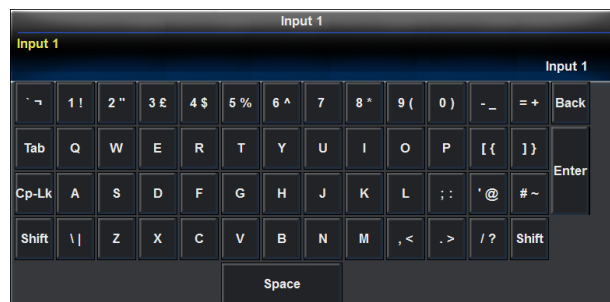 Input 1
Input 1
Input 1
` ¬ 1 ! 2 " 3 £ 4 $ 5 % 6 ^ 7 8 * 9 ( 0 ) - _ = + Back
Tab Q W E R T Y U I O P [ { ] } Enter
Cp-Lk A S D F G H J K L ; : ' @ # ~
Shift \ | Z X C V B N M , < . > / ? Shift
Space